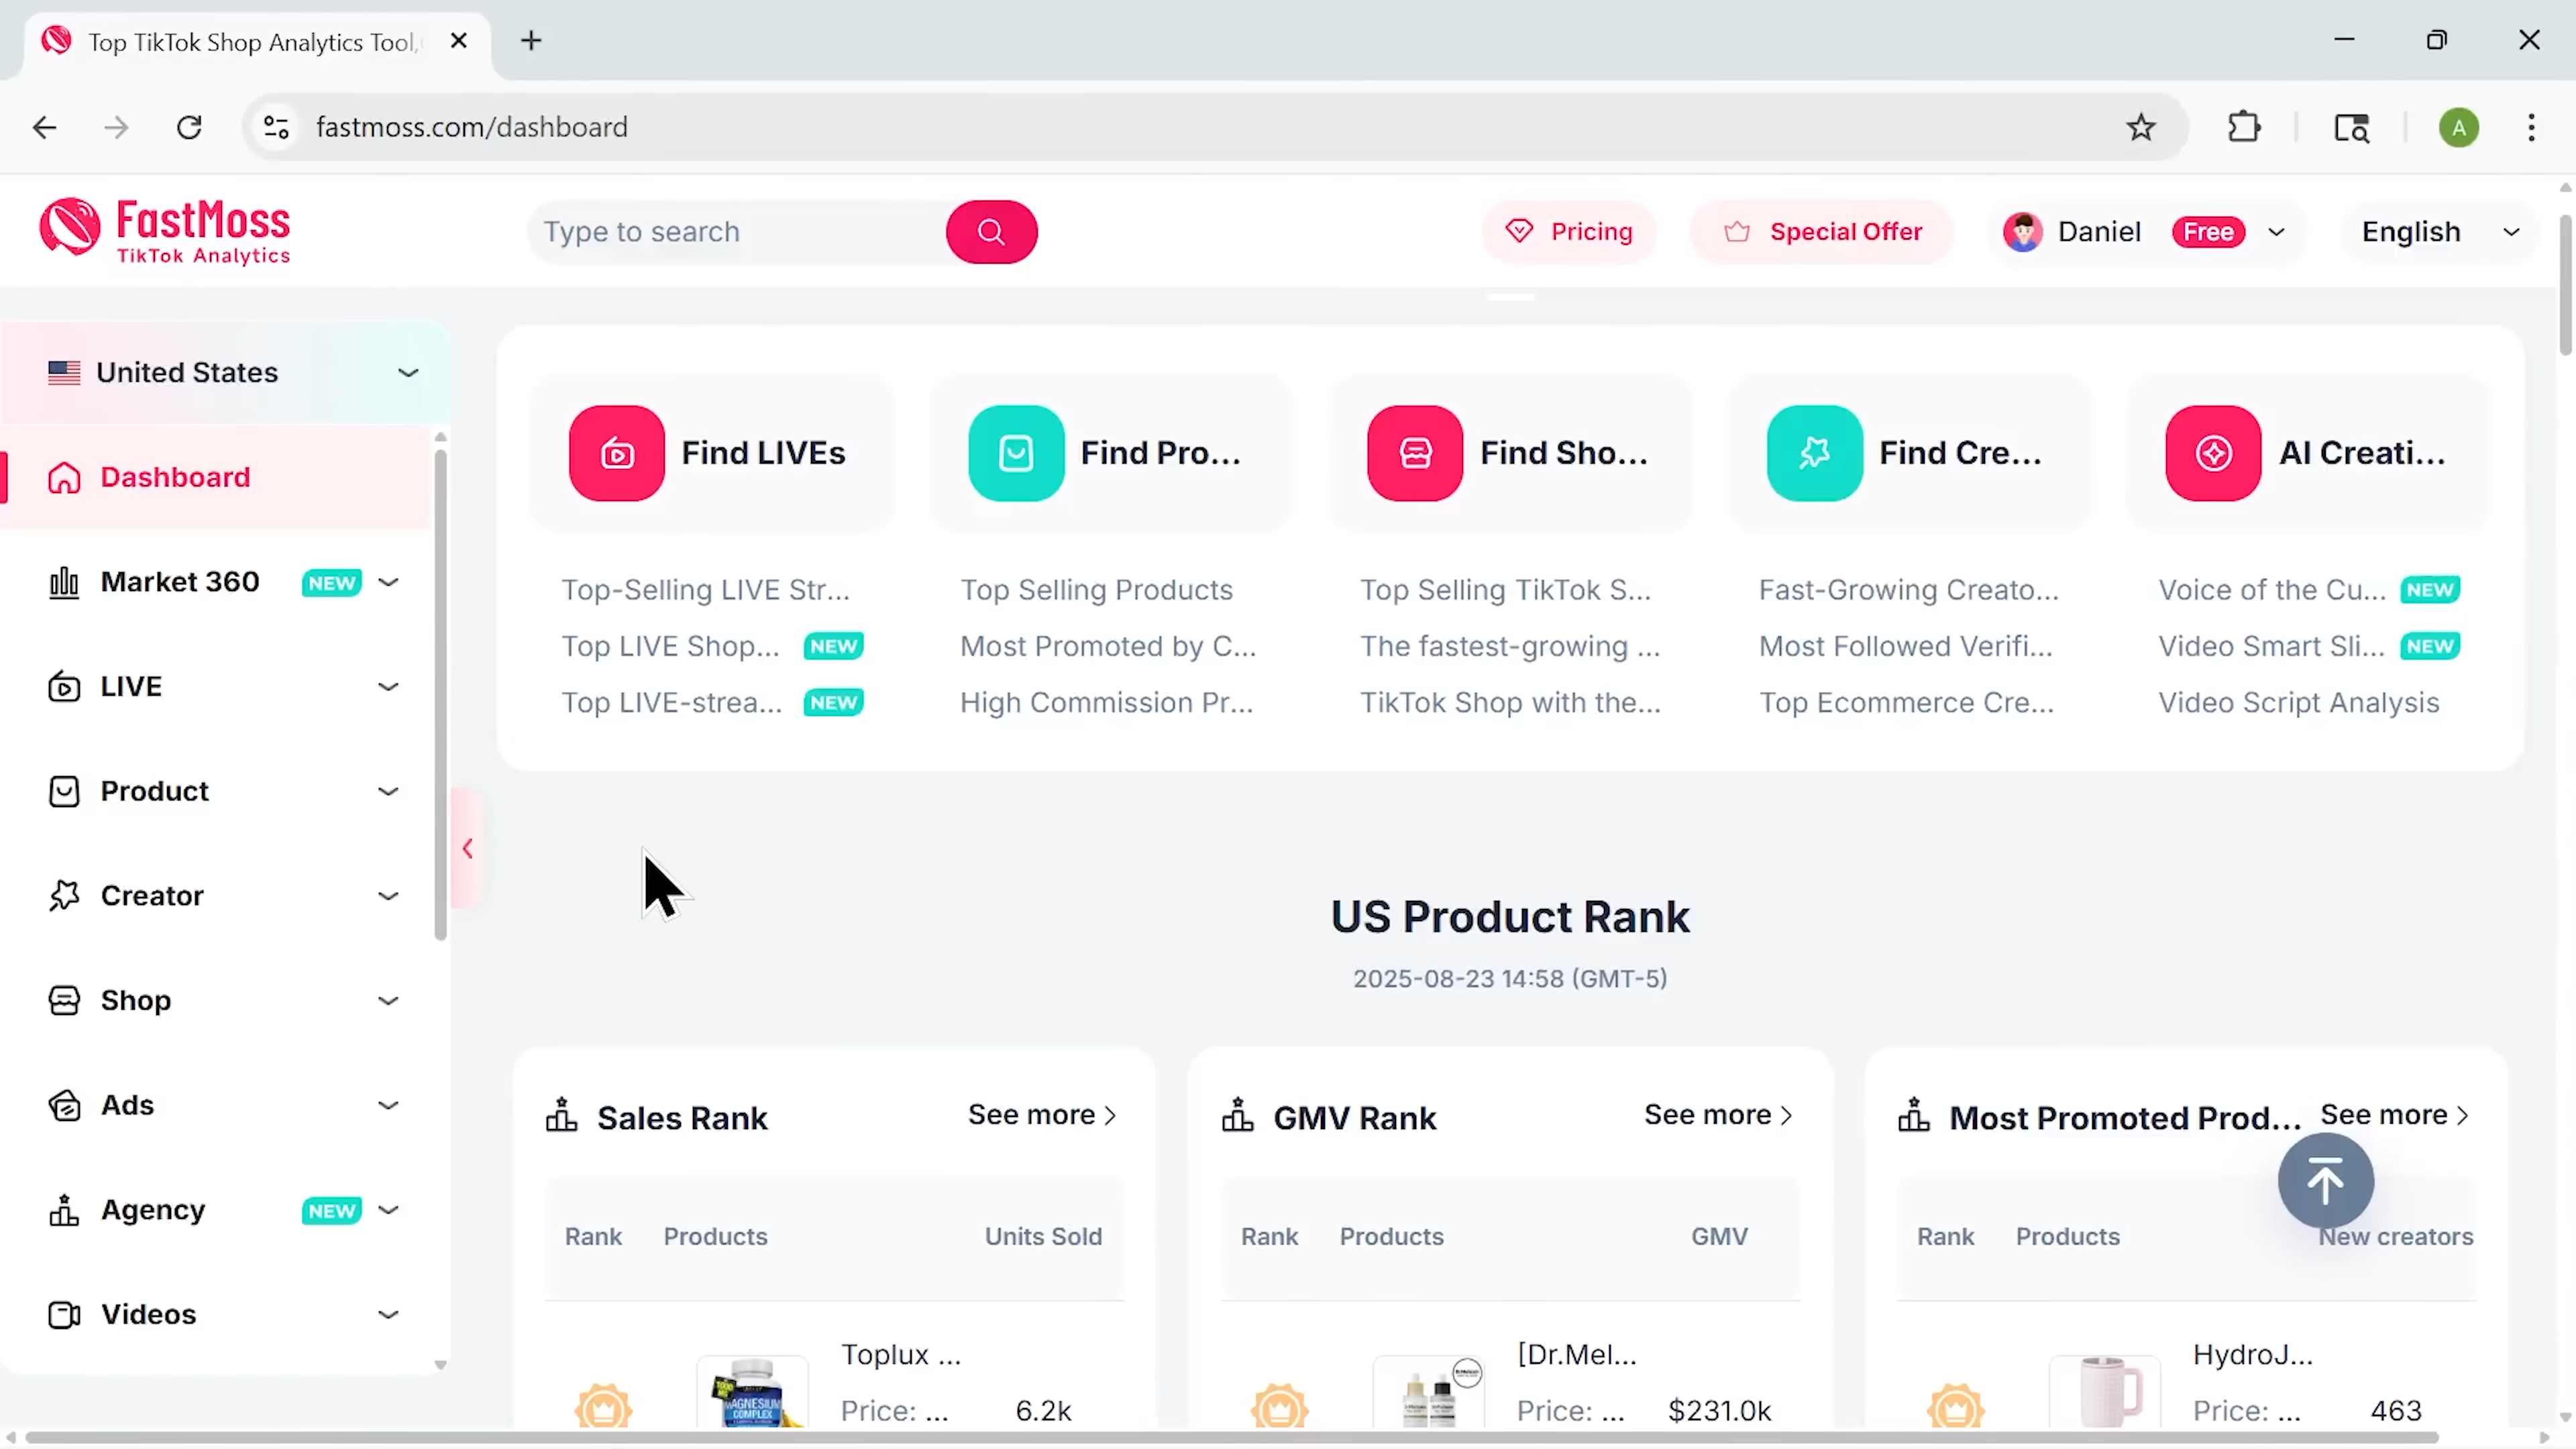 Top TikTok Shop Analytics Tool,
fastmoss.com/dashboard
A
FastMoss
TikTok Analytics
Type to search
Pricing
Special Offer
Daniel Free
English
United States
Dashboard
Market 360 NEW
LIVE
Product
Creator
Shop
Ads
Agency NEW
Videos
Find LIVEs
Top-Selling LIVE Str...
Top LIVE Shop... NEW
Top LIVE-strea... NEW
Find Pro...
Top Selling Products
Most Promoted by C...
High Commission Pr...
Find Sho...
Top Selling TikTok S...
The fastest-growing ...
TikTok Shop with the...
Find Cre...
Fast-Growing Creato...
Most Followed Verifi...
Top Ecommerce Cre...
AI Creati...
Voice of the Cu... NEW
Video Smart Sli... NEW
Video Script Analysis
US Product Rank
2025-08-23 14:58 (GMT-5)
Sales Rank See more
Rank Products Units Sold
MAGNESIUM
COMPLEX
Toplux ...
Price: ... 6.2k
GMV Rank See more
Rank Products GMV
[Dr.Mel...
Price: ... $231.0k
Most Promoted Prod... See more
Rank Products New creators
HydroJ...
Price: ... 463